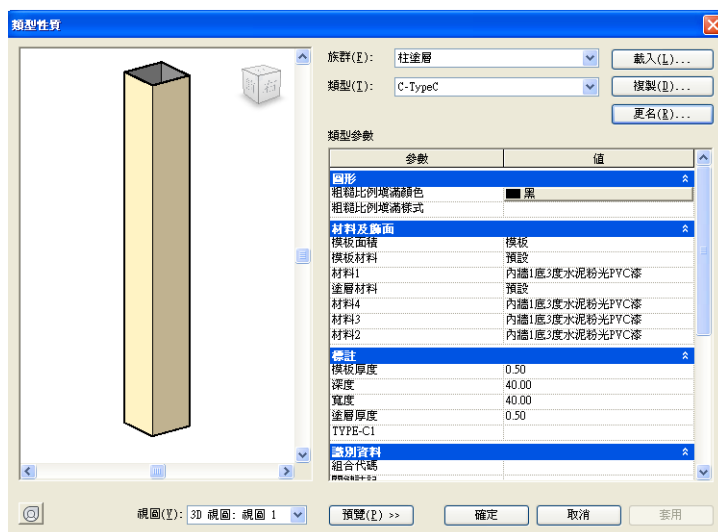 類型性質
族群(F): 柱塗層 載入(L)...
類型(T): C-TypeC 複製(D)...
更名(R)...
類型參數
參數 值
圖形
粗糙比例填滿顏色 黑
粗糙比例填滿樣式
材料及飾面
模板面積 模板
模板材料 預設
材料1 內牆1底3度水泥粉光PVC漆
塗層材料 預設
材料4 內牆1底3度水泥粉光PVC漆
材料3 內牆1底3度水泥粉光PVC漆
材料2 內牆1底3度水泥粉光PVC漆
標註
模板厚度 0.50
深度 40.00
寬度 40.00
塗層厚度 0.50
TYPE-C1
識別資料
組合代碼
前 右
視圖(V): 3D 視圖: 視圖 1 預覽(P) >> 確定 取消 套用